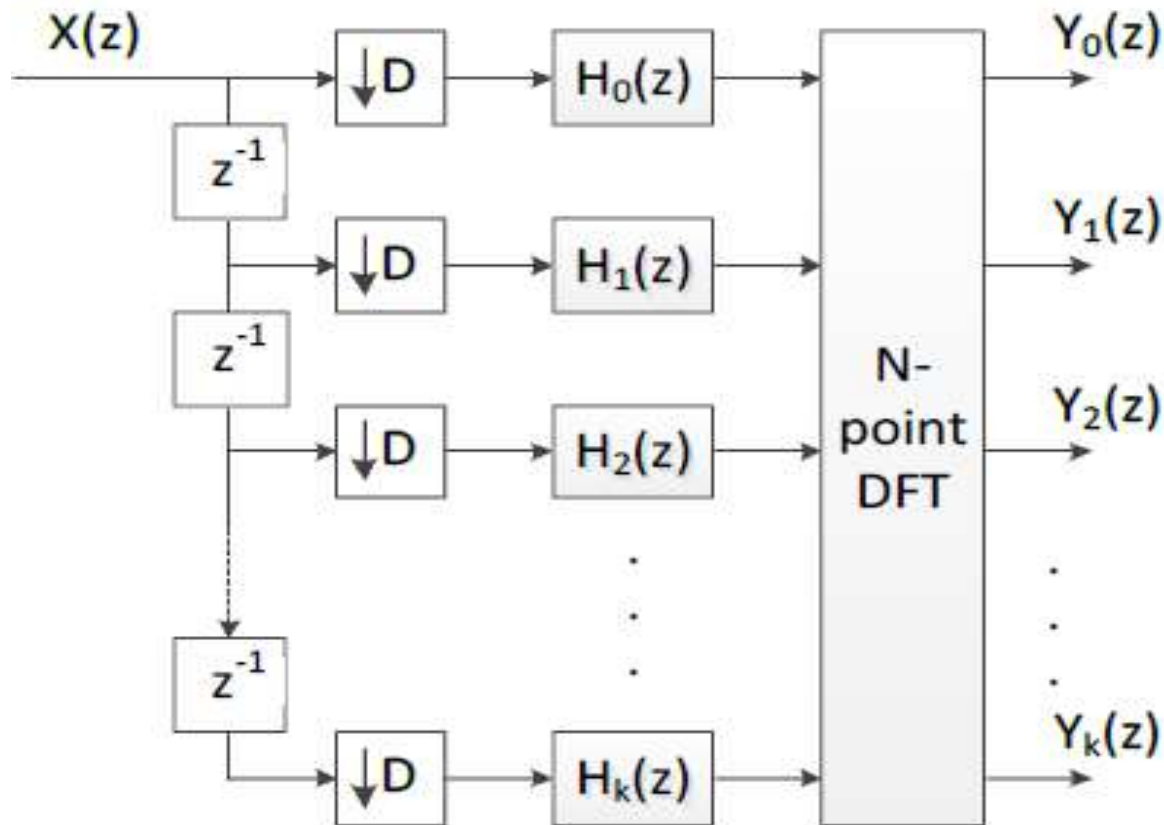 X(z)
↓D
H₀(z)
Y₀(z)
z⁻¹
↓D
H₁(z)
Y₁(z)
z⁻¹
N-
point
DFT
↓D
H₂(z)
Y₂(z)
z⁻¹
↓D
Hₖ(z)
Yₖ(z)